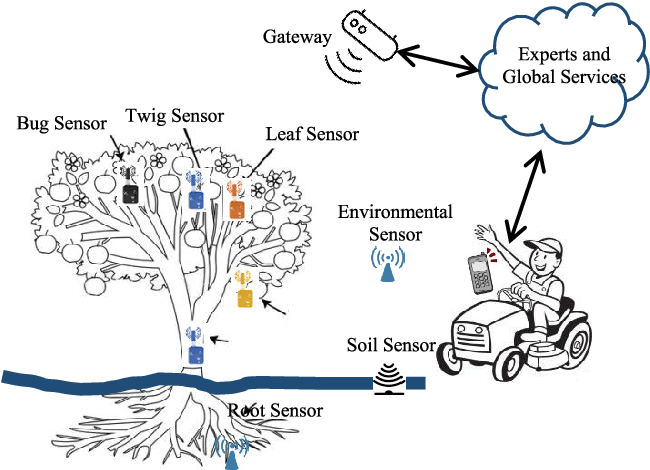 Gateway
Experts and
Global Services
Twig Sensor
Bug Sensor
Leaf Sensor
Environmental
Sensor
Soil Sensor
Root Sensor